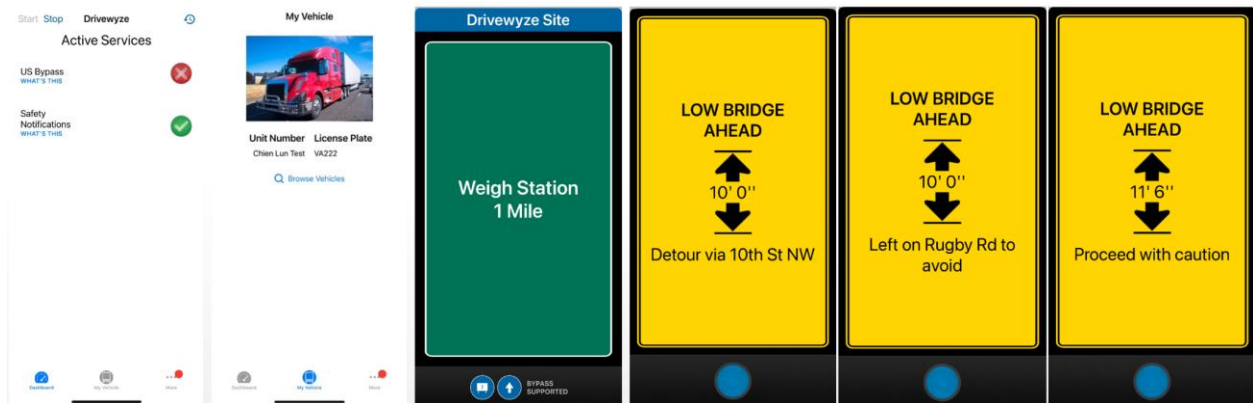 Start Stop Drivewyze
Active Services
US Bypass
WHAT'S THIS
Safety
Notifications
WHAT'S THIS
Dashboard My Vehicle More
My Vehicle
Unit Number License Plate
Chien Lun Test VA222
Browse Vehicles
Dashboard My Vehicle More
Drivewyze Site
Weigh Station
1 Mile
BYPASS
SUPPORTED
LOW BRIDGE
AHEAD
10' 0''
Detour via 10th St NW
LOW BRIDGE
AHEAD
10' 0''
Left on Rugby Rd to
avoid
LOW BRIDGE
AHEAD
11' 6''
Proceed with caution